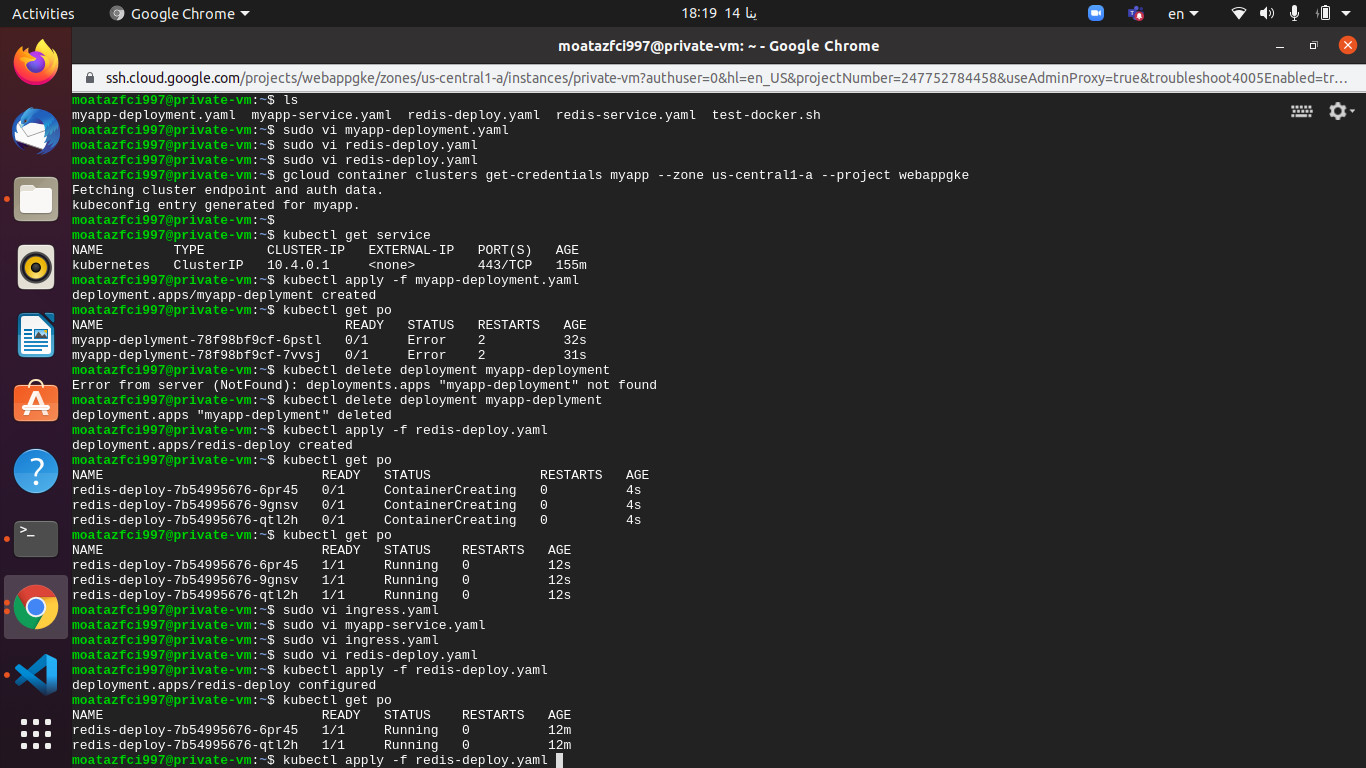 Activities
Google Chrome
18:19 14 ينا
en
moatazfci997@private-vm: ~ - Google Chrome
ssh.cloud.google.com/projects/webappgke/zones/us-central1-a/instances/private-vm?authuser=0&hl=en_US&projectNumber=247752784458&useAdminProxy=true&troubleshoot4005Enabled=tr…
moatazfci997@private-vm:~$ ls
myapp-deployment.yaml  myapp-service.yaml  redis-deploy.yaml  redis-service.yaml  test-docker.sh
moatazfci997@private-vm:~$ sudo vi myapp-deployment.yaml
moatazfci997@private-vm:~$ sudo vi redis-deploy.yaml
moatazfci997@private-vm:~$ sudo vi redis-deploy.yaml
moatazfci997@private-vm:~$ gcloud container clusters get-credentials myapp --zone us-central1-a --project webappgke
Fetching cluster endpoint and auth data.
kubeconfig entry generated for myapp.
moatazfci997@private-vm:~$
moatazfci997@private-vm:~$ kubectl get service
NAME         TYPE        CLUSTER-IP   EXTERNAL-IP   PORT(S)   AGE
kubernetes   ClusterIP   10.4.0.1     <none>        443/TCP   155m
moatazfci997@private-vm:~$ kubectl apply -f myapp-deployment.yaml
deployment.apps/myapp-deplyment created
moatazfci997@private-vm:~$ kubectl get po
NAME                               READY   STATUS   RESTARTS   AGE
myapp-deplyment-78f98bf9cf-6pstl   0/1     Error    2          32s
myapp-deplyment-78f98bf9cf-7vvsj   0/1     Error    2          31s
moatazfci997@private-vm:~$ kubectl delete deployment myapp-deployment
Error from server (NotFound): deployments.apps "myapp-deployment" not found
moatazfci997@private-vm:~$ kubectl delete deployment myapp-deplyment
deployment.apps "myapp-deplyment" deleted
moatazfci997@private-vm:~$ kubectl apply -f redis-deploy.yaml
deployment.apps/redis-deploy created
moatazfci997@private-vm:~$ kubectl get po
NAME                            READY   STATUS              RESTARTS   AGE
redis-deploy-7b54995676-6pr45   0/1     ContainerCreating   0          4s
redis-deploy-7b54995676-9gnsv   0/1     ContainerCreating   0          4s
redis-deploy-7b54995676-qtl2h   0/1     ContainerCreating   0          4s
moatazfci997@private-vm:~$ kubectl get po
NAME                            READY   STATUS    RESTARTS   AGE
redis-deploy-7b54995676-6pr45   1/1     Running   0          12s
redis-deploy-7b54995676-9gnsv   1/1     Running   0          12s
redis-deploy-7b54995676-qtl2h   1/1     Running   0          12s
moatazfci997@private-vm:~$ sudo vi ingress.yaml
moatazfci997@private-vm:~$ sudo vi myapp-service.yaml
moatazfci997@private-vm:~$ sudo vi ingress.yaml
moatazfci997@private-vm:~$ sudo vi redis-deploy.yaml
moatazfci997@private-vm:~$ kubectl apply -f redis-deploy.yaml
deployment.apps/redis-deploy configured
moatazfci997@private-vm:~$ kubectl get po
NAME                            READY   STATUS    RESTARTS   AGE
redis-deploy-7b54995676-6pr45   1/1     Running   0          12m
redis-deploy-7b54995676-qtl2h   1/1     Running   0          12m
moatazfci997@private-vm:~$ kubectl apply -f redis-deploy.yaml